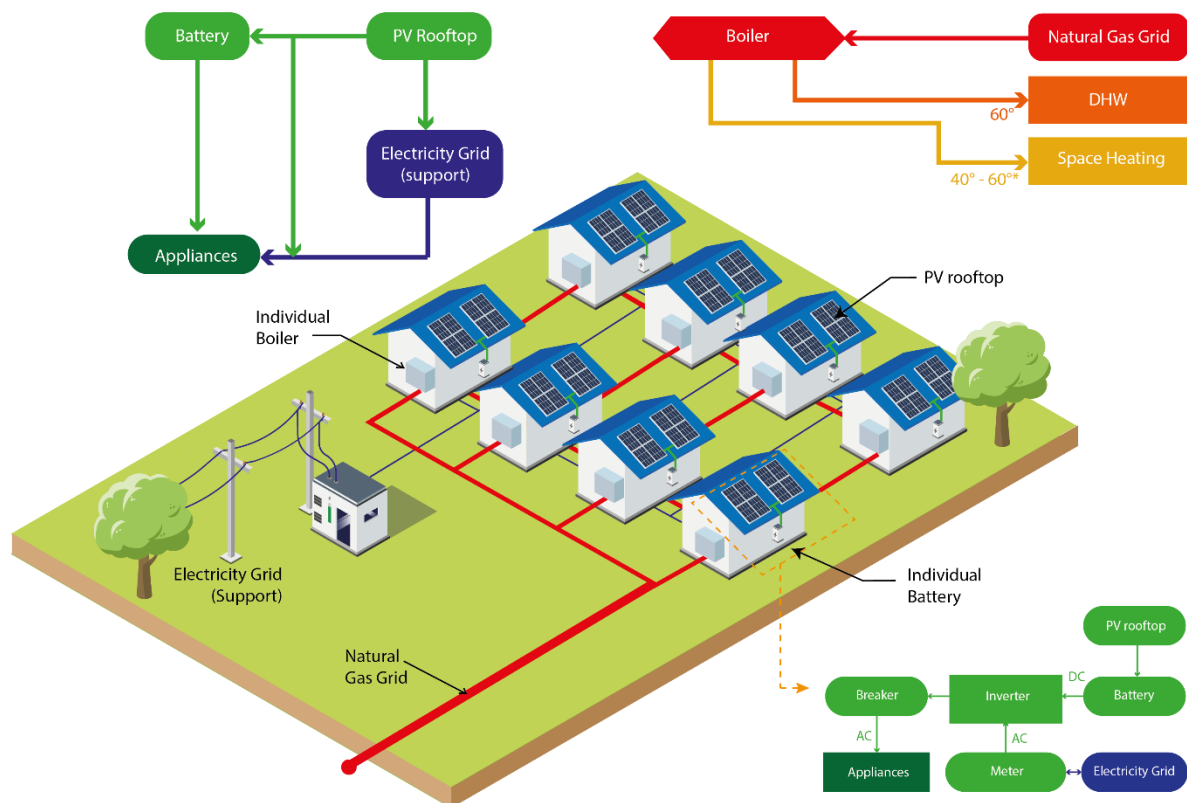 Battery
PV Rooftop
Electricity Grid
(support)
Appliances
Boiler
Natural Gas Grid
60°
DHW
40° - 60°*
Space Heating
PV rooftop
Individual
Boiler
Electricity Grid
(Support)
Individual
Battery
Natural
Gas Grid
PV rooftop
Breaker
Inverter
DC
Battery
AC
AC
Appliances
Meter
Electricity Grid